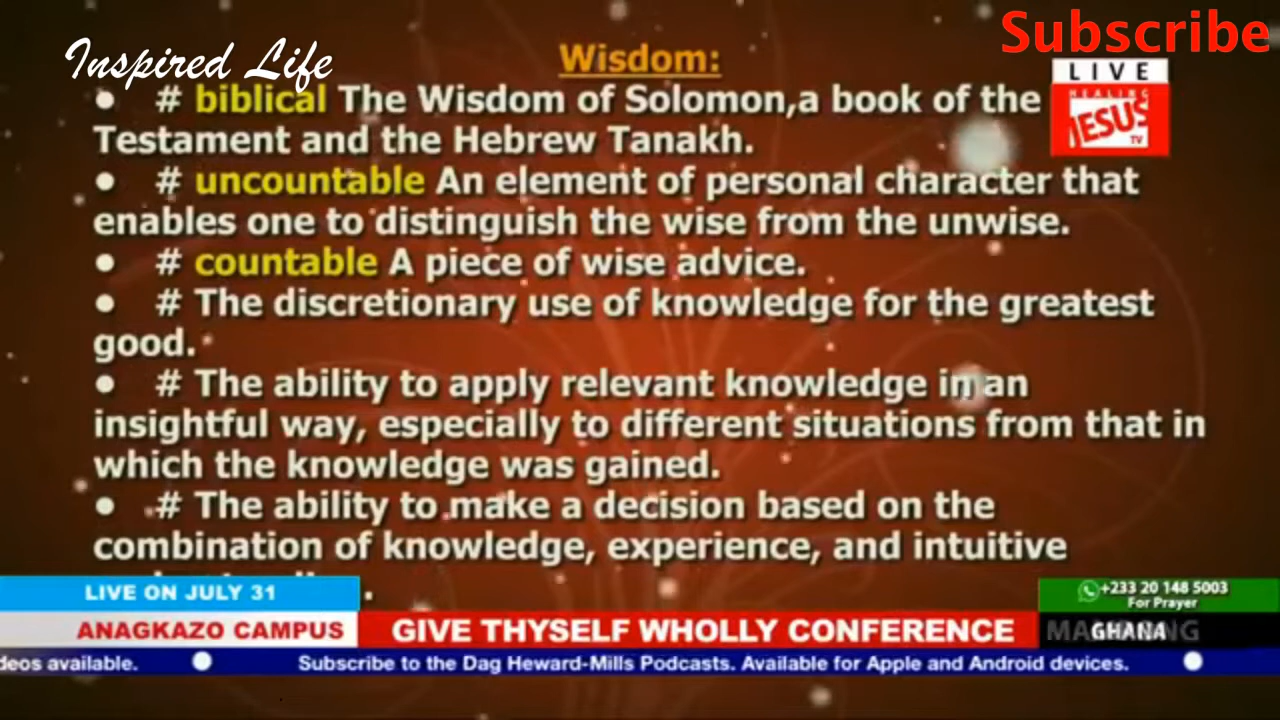 Subscribe
Inspired Life
Wisdom:
LIVE
HEALING
JESUS
TV
● # biblical The Wisdom of Solomon,a book of the
Testament and the Hebrew Tanakh.
● # uncountable An element of personal character that
enables one to distinguish the wise from the unwise.
● # countable A piece of wise advice.
● # The discretionary use of knowledge for the greatest
good.
● # The ability to apply relevant knowledge in an
insightful way, especially to different situations from that in
which the knowledge was gained.
● # The ability to make a decision based on the
combination of knowledge, experience, and intuitive
.
LIVE ON JULY 31
+233 20 148 5003
For Prayer
ANAGKAZO CAMPUS
GIVE THYSELF WHOLLY CONFERENCE
GHANA
deos available. ● Subscribe to the Dag Heward-Mills Podcasts. Available for Apple and Android devices. ●